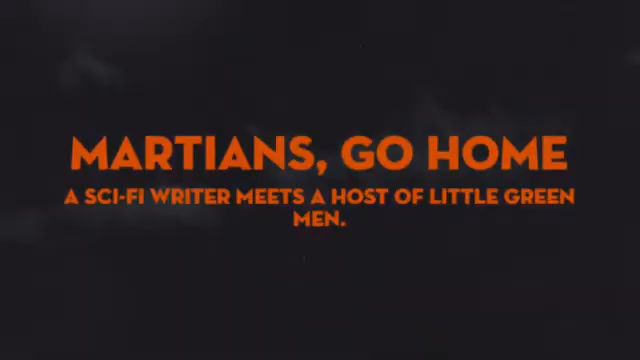 MARTIANS, GO HOME
A SCI-FI WRITER MEETS A HOST OF LITTLE GREEN
MEN.